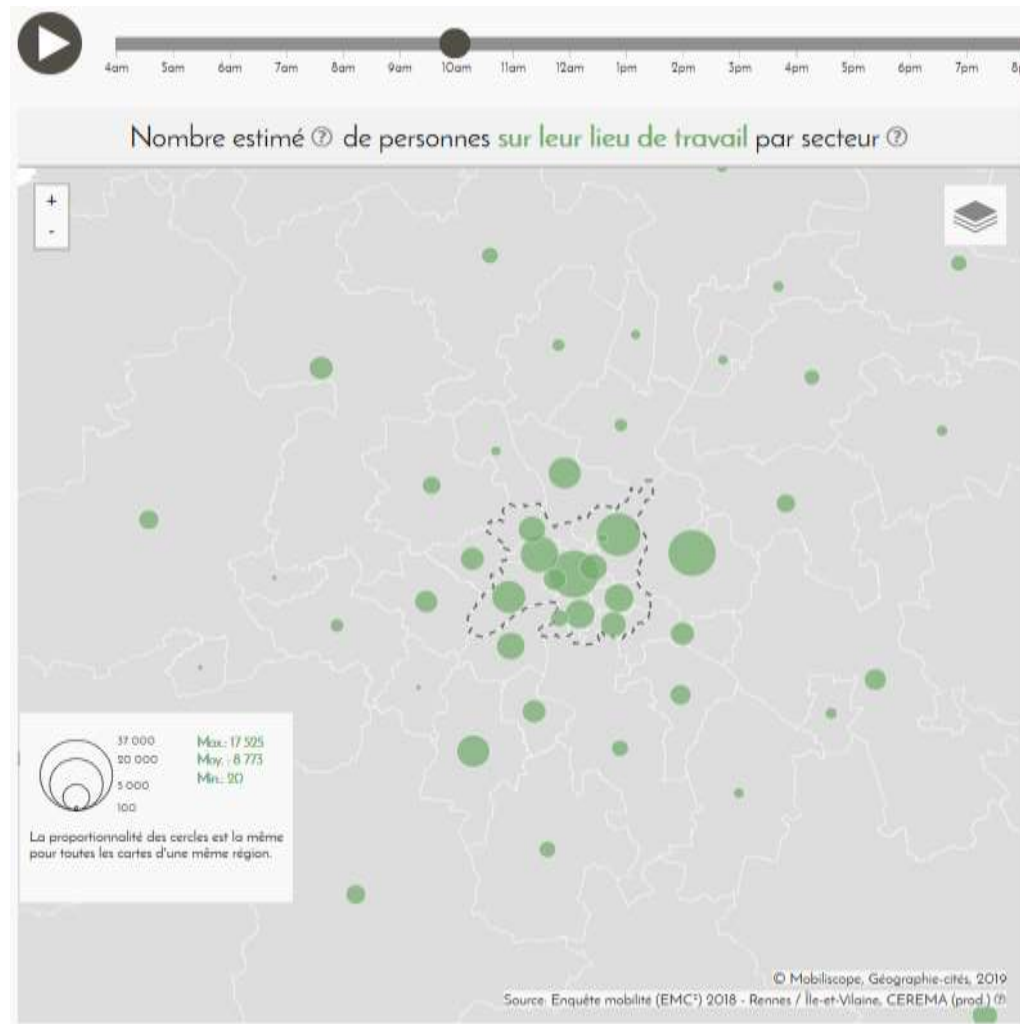 4am 5am 6am 7am 8am 9am 10am 11am 12am 1pm 2pm 3pm 4pm 5pm 6pm 7pm
Nombre estimé ? de personnes sur leur lieu de travail par secteur ?
+
-
37 000
20 000
5 000
100
Max.: 17 525
Moy. : 8 773
Min.: 20
La proportionnalité des cercles est la même
pour toutes les cartes d'une même région.
© Mobiliscope, Géographie-cités, 2019
Source: Enquête mobilité (EMC²) 2018 - Rennes / Île-et-Vilaine, CEREMA (prod.) ?